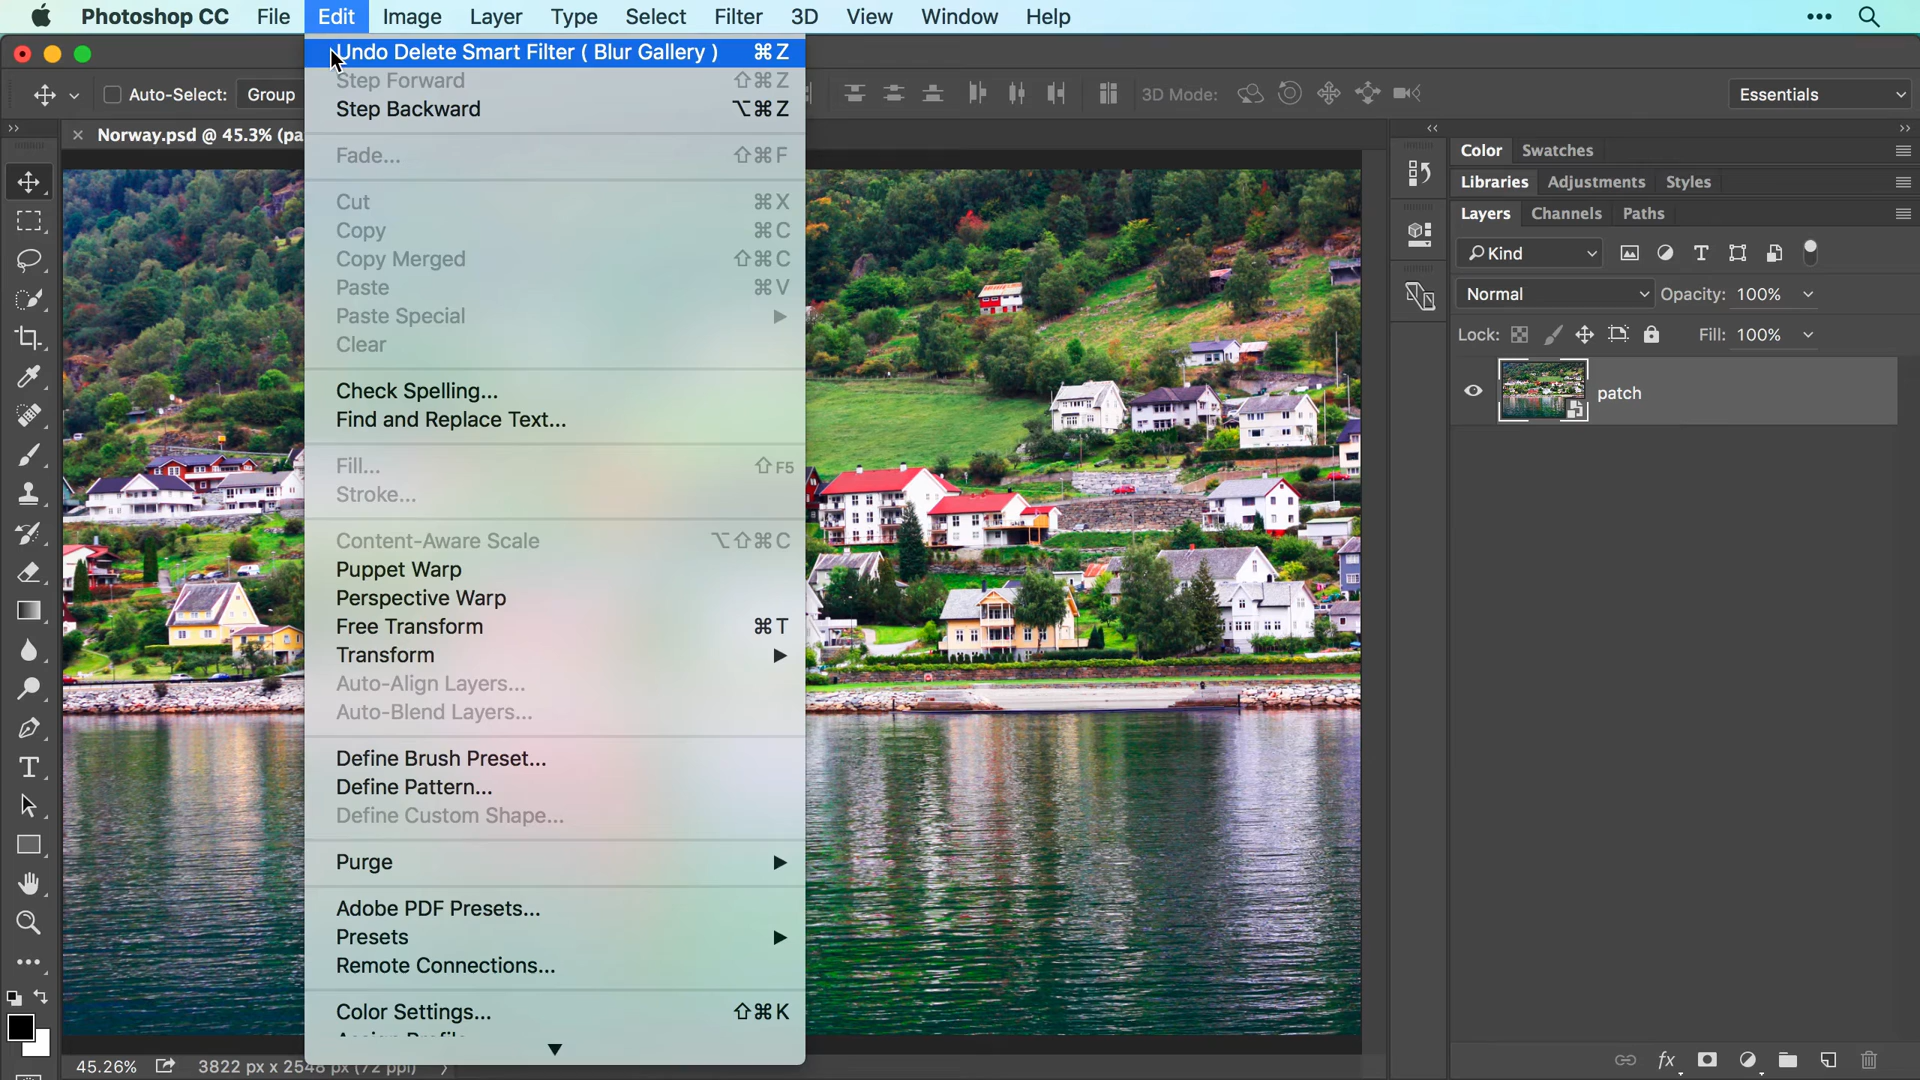 Photoshop CC File Edit Image Layer Type Select Filter 3D View Window Help
Undo Delete Smart Filter ( Blur Gallery ) ⌘Z
Step Forward ⇧⌘Z
Step Backward ⌥⌘Z
Fade... ⇧⌘F
Cut ⌘X
Copy ⌘C
Copy Merged ⇧⌘C
Paste ⌘V
Paste Special
Clear
Check Spelling...
Find and Replace Text...
Fill... ⇧F5
Stroke...
Content-Aware Scale ⌥⇧⌘C
Puppet Warp
Perspective Warp
Free Transform ⌘T
Transform
Auto-Align Layers...
Auto-Blend Layers...
Define Brush Preset...
Define Pattern...
Define Custom Shape...
Purge
Adobe PDF Presets...
Presets
Remote Connections...
Color Settings... ⇧⌘K
Auto-Select: Group
3D Mode:
Essentials
Norway.psd @ 45.3% (pa
Color Swatches
Libraries Adjustments Styles
Layers Channels Paths
Kind
Normal Opacity: 100%
Lock: Fill: 100%
patch
45.26% 3822 px x 2548 px (72 ppi)